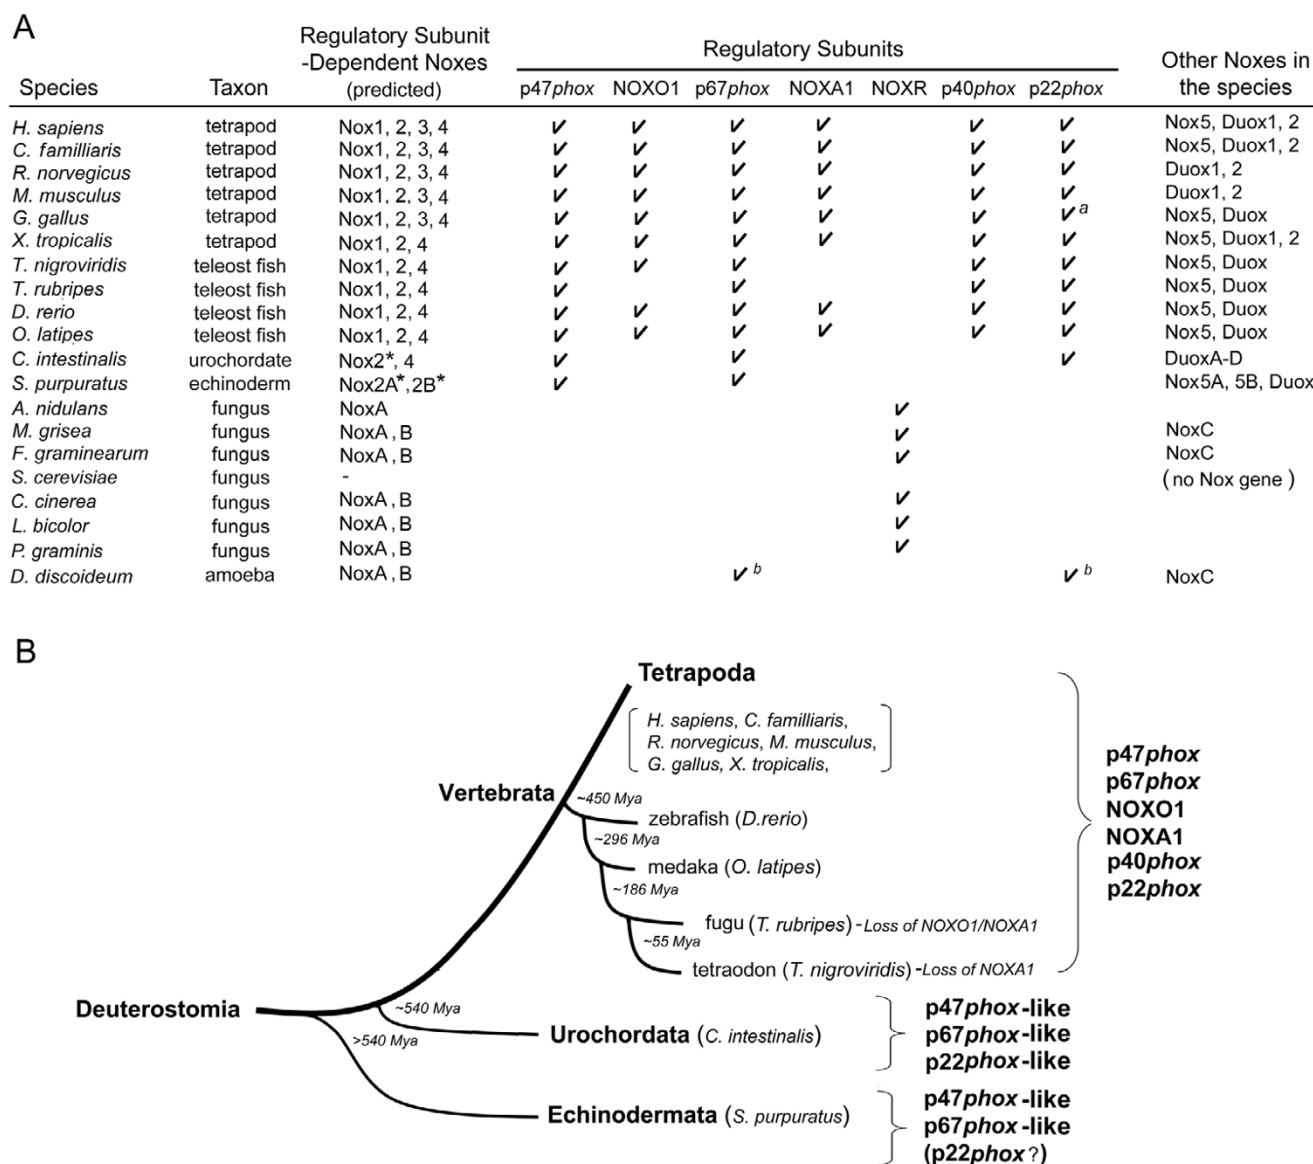 A
Regulatory Subunit
-Dependent Noxes
(predicted)
Regulatory Subunits
Other Noxes in
the species
Species Taxon p47phox NOXO1 p67phox NOXA1 NOXR p40phox p22phox
H. sapiens tetrapod Nox1, 2, 3, 4 ✔ ✔ ✔ ✔ ✔ ✔ Nox5, Duox1, 2
C. familliaris tetrapod Nox1, 2, 3, 4 ✔ ✔ ✔ ✔ ✔ ✔ Nox5, Duox1, 2
R. norvegicus tetrapod Nox1, 2, 3, 4 ✔ ✔ ✔ ✔ ✔ ✔ Duox1, 2
M. musculus tetrapod Nox1, 2, 3, 4 ✔ ✔ ✔ ✔ ✔ ✔ Duox1, 2
G. gallus tetrapod Nox1, 2, 3, 4 ✔ ✔ ✔ ✔ ✔ ✔ a Nox5, Duox
X. tropicalis tetrapod Nox1, 2, 4 ✔ ✔ ✔ ✔ ✔ ✔ Nox5, Duox1, 2
T. nigroviridis teleost fish Nox1, 2, 4 ✔ ✔ ✔ ✔ ✔ Nox5, Duox
T. rubripes teleost fish Nox1, 2, 4 ✔ ✔ ✔ ✔ Nox5, Duox
D. rerio teleost fish Nox1, 2, 4 ✔ ✔ ✔ ✔ ✔ ✔ Nox5, Duox
O. latipes teleost fish Nox1, 2, 4 ✔ ✔ ✔ ✔ ✔ ✔ Nox5, Duox
C. intestinalis urochordate Nox2*, 4 ✔ ✔ ✔ DuoxA-D
S. purpuratus echinoderm Nox2A*, 2B* ✔ ✔ Nox5A, 5B, Duox
A. nidulans fungus NoxA ✔
M. grisea fungus NoxA, B ✔ NoxC
F. graminearum fungus NoxA, B ✔ NoxC
S. cerevisiae fungus - (no Nox gene)
C. cinerea fungus NoxA, B ✔
L. bicolor fungus NoxA, B ✔
P. graminis fungus NoxA, B ✔
D. discoideum amoeba NoxA, B ✔ b ✔ b NoxC
B
Tetrapoda
H. sapiens, C. familliaris,
R. norvegicus, M. musculus,
G. gallus, X. tropicalis,
Vertebrata
~450 Mya
zebrafish (D.rerio)
~296 Mya
medaka (O. latipes)
~186 Mya
fugu (T. rubripes) -Loss of NOXO1/NOXA1
~55 Mya
tetraodon (T. nigroviridis) -Loss of NOXA1
p47phox
p67phox
NOXO1
NOXA1
p40phox
p22phox
Deuterostomia
~540 Mya
>540 Mya
Urochordata (C. intestinalis)
p47phox-like
p67phox-like
p22phox-like
Echinodermata (S. purpuratus)
p47phox-like
p67phox-like
(p22phox?)